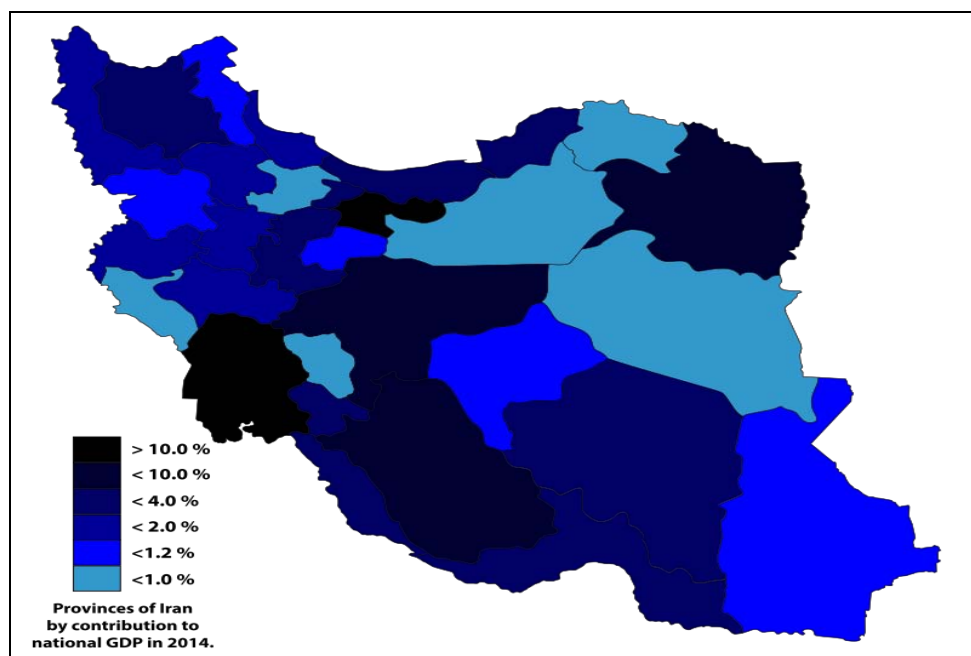 > 10.0 %
< 10.0 %
< 4.0 %
< 2.0 %
<1.2 %
<1.0 %
Provinces of Iran
by contribution to
national GDP in 2014.